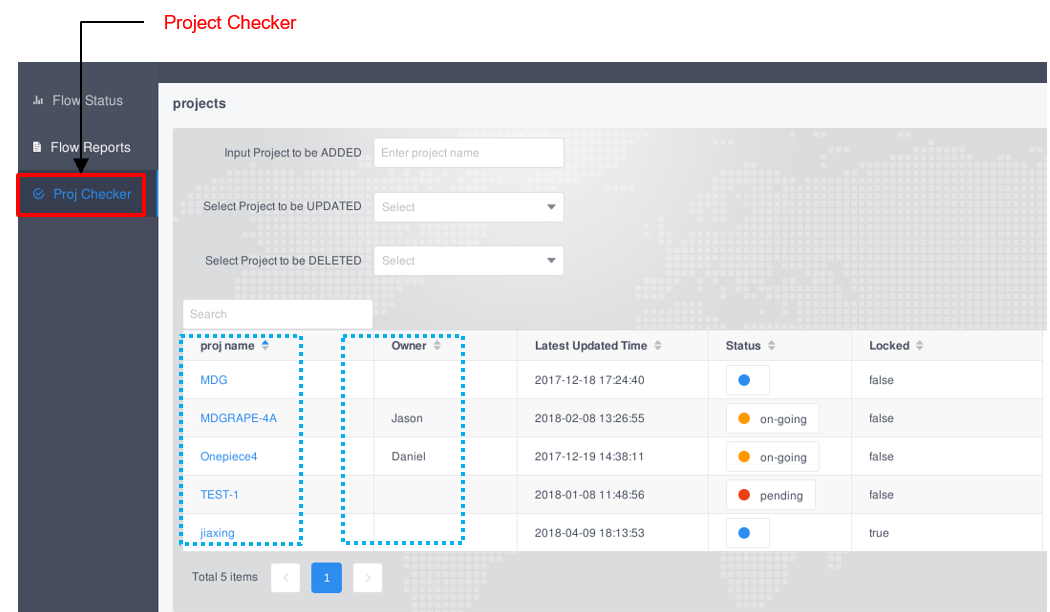 Project Checker
Flow Status
Flow Reports
Proj Checker
projects
Input Project to be ADDED Enter project name
Select Project to be UPDATED Select
Select Project to be DELETED Select
Search
proj name Owner Latest Updated Time Status Locked
MDG 2017-12-18 17:24:40 false
MDGRAPE-4A Jason 2018-02-08 13:26:55 on-going false
Onepiece4 Daniel 2017-12-19 14:38:11 on-going false
TEST-1 2018-01-08 11:48:56 pending false
jiaxing 2018-04-09 18:13:53 true
Total 5 items < 1 >